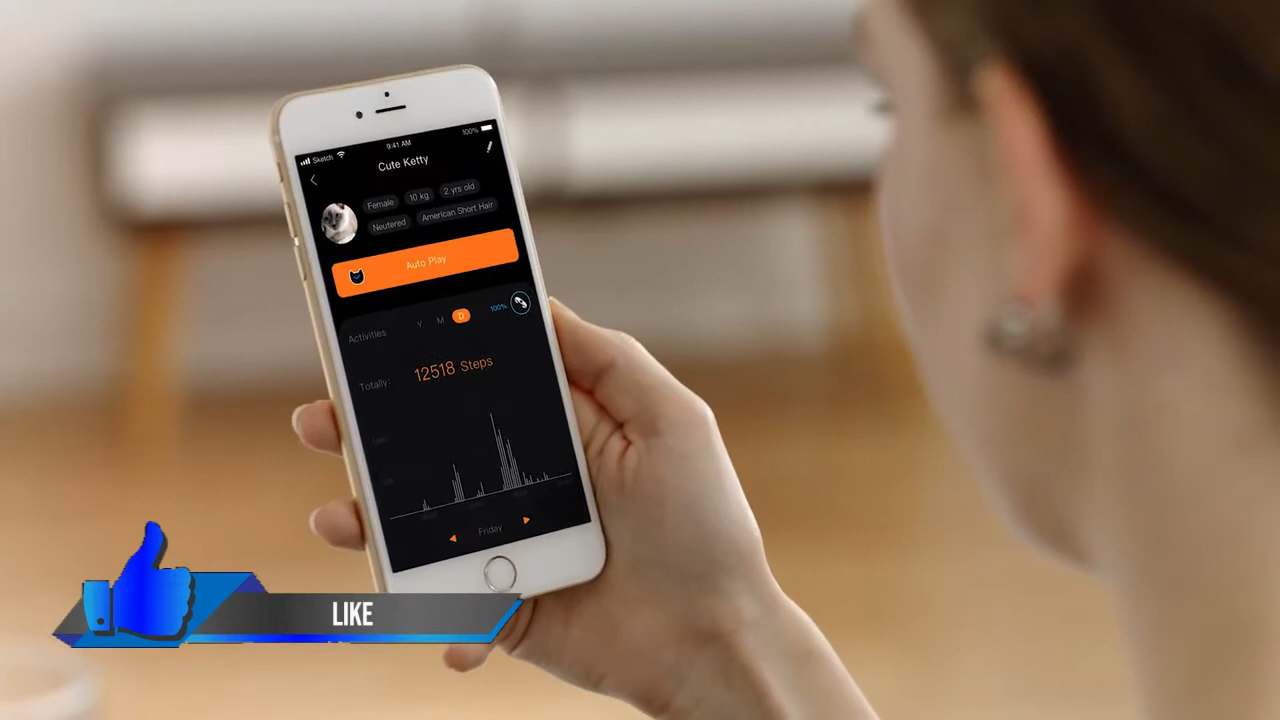 Sketch 9:41 AM 100%
Cute Ketty
Female 10 kg 2 yrs old
Neutered American Short Hair
Auto Play
Activities Y M D 100%
Totally: 12518 Steps
Friday
LIKE